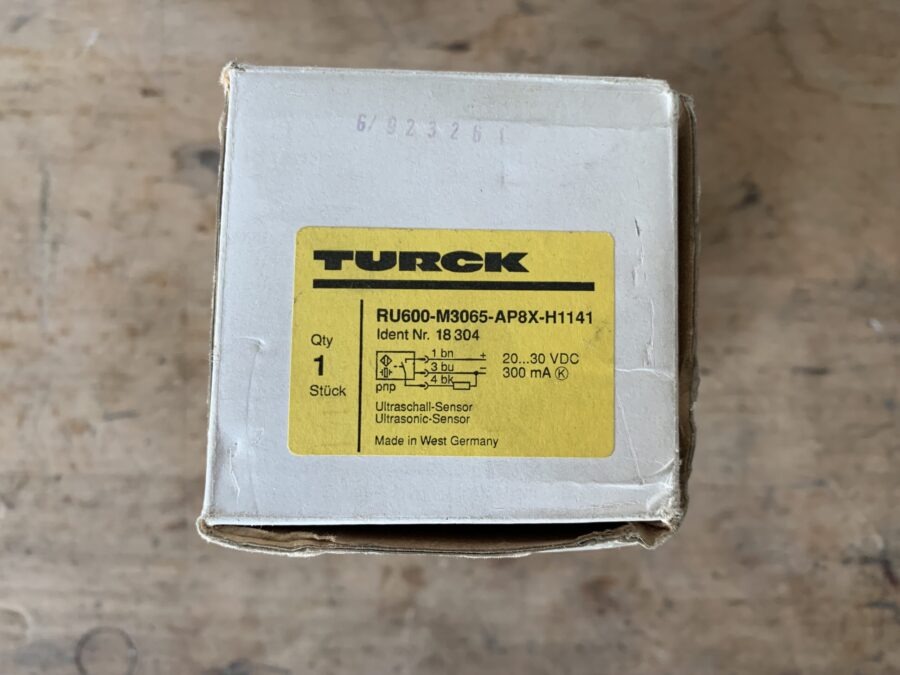 6/923261
TURCK
RU600-M3065-AP8X-H1141
Ident Nr. 18 304
Qty
1
Stück
1 bn +
3 bu –
4 bk
pnp
20...30 VDC
300 mA K
Ultraschall-Sensor
Ultrasonic-Sensor
Made in West Germany